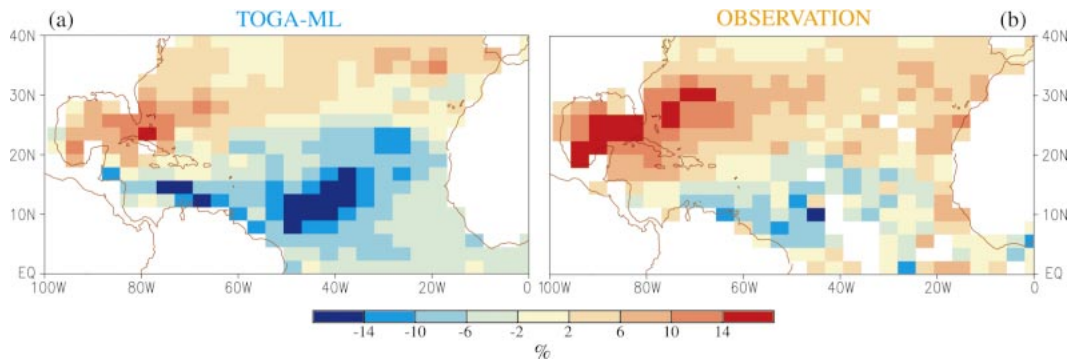 (a) TOGA-ML OBSERVATION (b)
40N 40N
30N 30N
20N 20N
10N 10N
EQ EQ
100W 80W 60W 40W 20W 0 100W 80W 60W 40W 20W 0
-14 -10 -6 -2 2 6 10 14
%